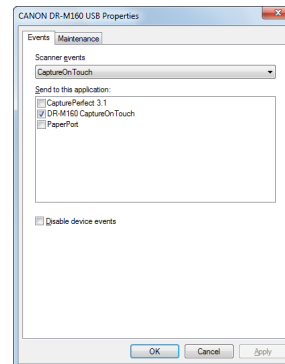 CANON DR-M160 USB Properties
Events
Maintenance
Scanner events
CaptureOnTouch
Send to this application:
CapturePerfect 3.1
DR-M160 CaptureOnTouch
PaperPort
Disable device events
OK
Cancel
Apply